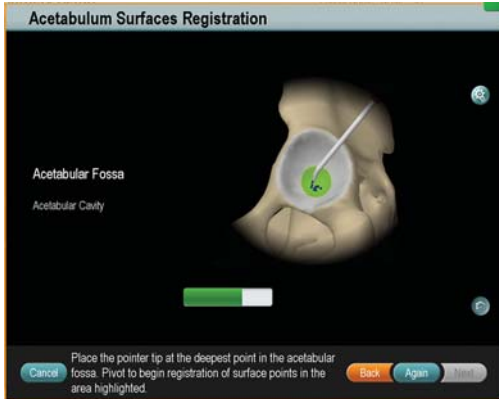 Acetabulum Surfaces Registration
Acetabular Fossa
Acetabular Cavity
Place the pointer tip at the deepest point in the acetabular
fossa. Pivot to begin registration of surface points in the
area highlighted.
Cancel
Back
Again
Next